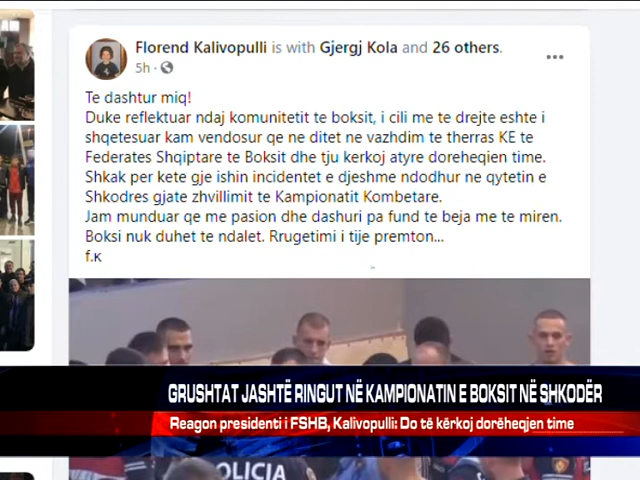 Florend Kalivopulli is with Gjergj Kola and 26 others.
5h ·
Te dashtur miq!
Duke reflektuar ndaj komunitetit te boksit, i cili me te drejte eshte i
shqetesuar kam vendosur qe ne ditet ne vazhdim te therras KE te
Federates Shqiptare te Boksit dhe tju kerkoj atyre doreheqien time.
Shkak per kete gje ishin incidentet e djeshme ndodhur ne qytetin e
Shkodres gjate zhvillimit te Kampionatit Kombetare.
Jam munduar qe me pasion dhe dashuri pa fund te beja me te miren.
Boksi nuk duhet te ndalet. Rrugetimi i tije premton...
f.к
GRUSHTAT JASHTË RINGUT NË KAMPIONATIN E BOKSIT NË SHKODËR
Reagon presidenti i FSHB, Kalivopulli: Do të kërkoj dorëheqjen time
POLICIA